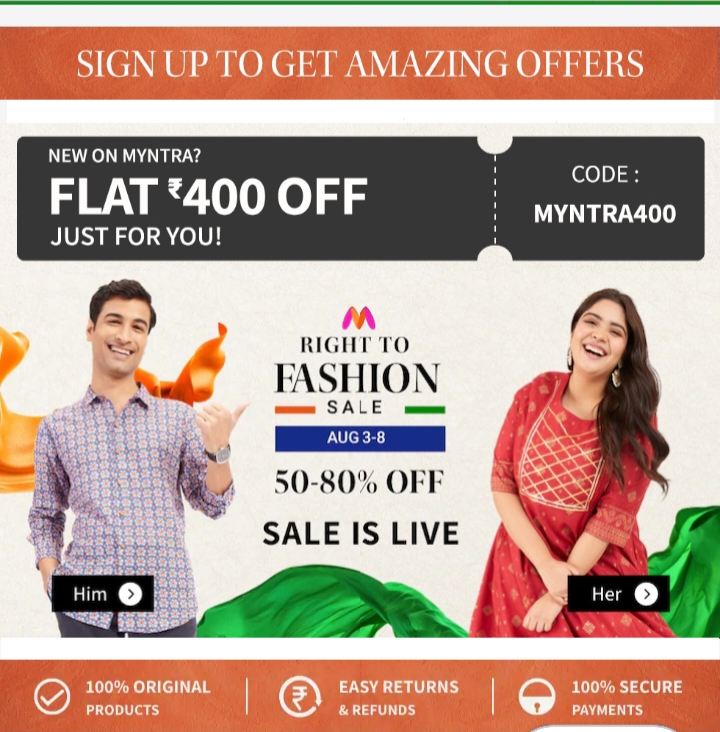 SIGN UP TO GET AMAZING OFFERS
NEW ON MYNTRA?
FLAT ₹400 OFF
JUST FOR YOU!
CODE :
MYNTRA400
RIGHT TO
FASHION
SALE
AUG 3-8
50-80% OFF
SALE IS LIVE
Him
Her
100% ORIGINAL
PRODUCTS
EASY RETURNS
& REFUNDS
100% SECURE
PAYMENTS